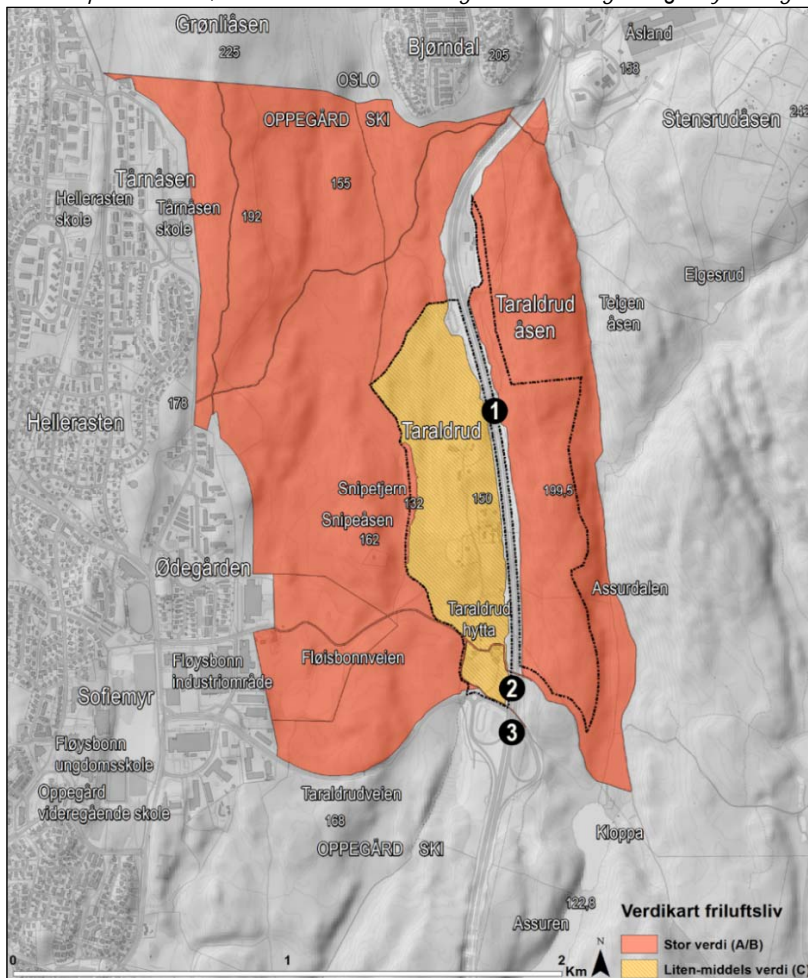 Grønliåsen
225
Bjørndal
205
Åsland
158
OSLO
OPPEGÅRD SKI
Stensrudåsen
242
Tårnåsen
155
Hellerasten
skole
Tårnåsen
skole
192
Elgesrud
Taraldrud
åsen
Teigen
åsen
178
1
Hellerasten
Taraldrud
Snipetjern
132
150
199,5
Snipeåsen
162
Ødegården
Assurdalen
Taraldrud
hytta
Fløisbonnveien
Fløysbonn
industriområde
Sofiemyr
2
3
Fløysbonn
ungdomsskole
Oppegård
videregående skole
Taraldrudveien
168
Kloppa
OPPEGÅRD SKI
122,8
Assuren
Verdikart friluftsliv
N
Stor verdi (A/B)
Liten-middels verdi (C
0 1 2
Km